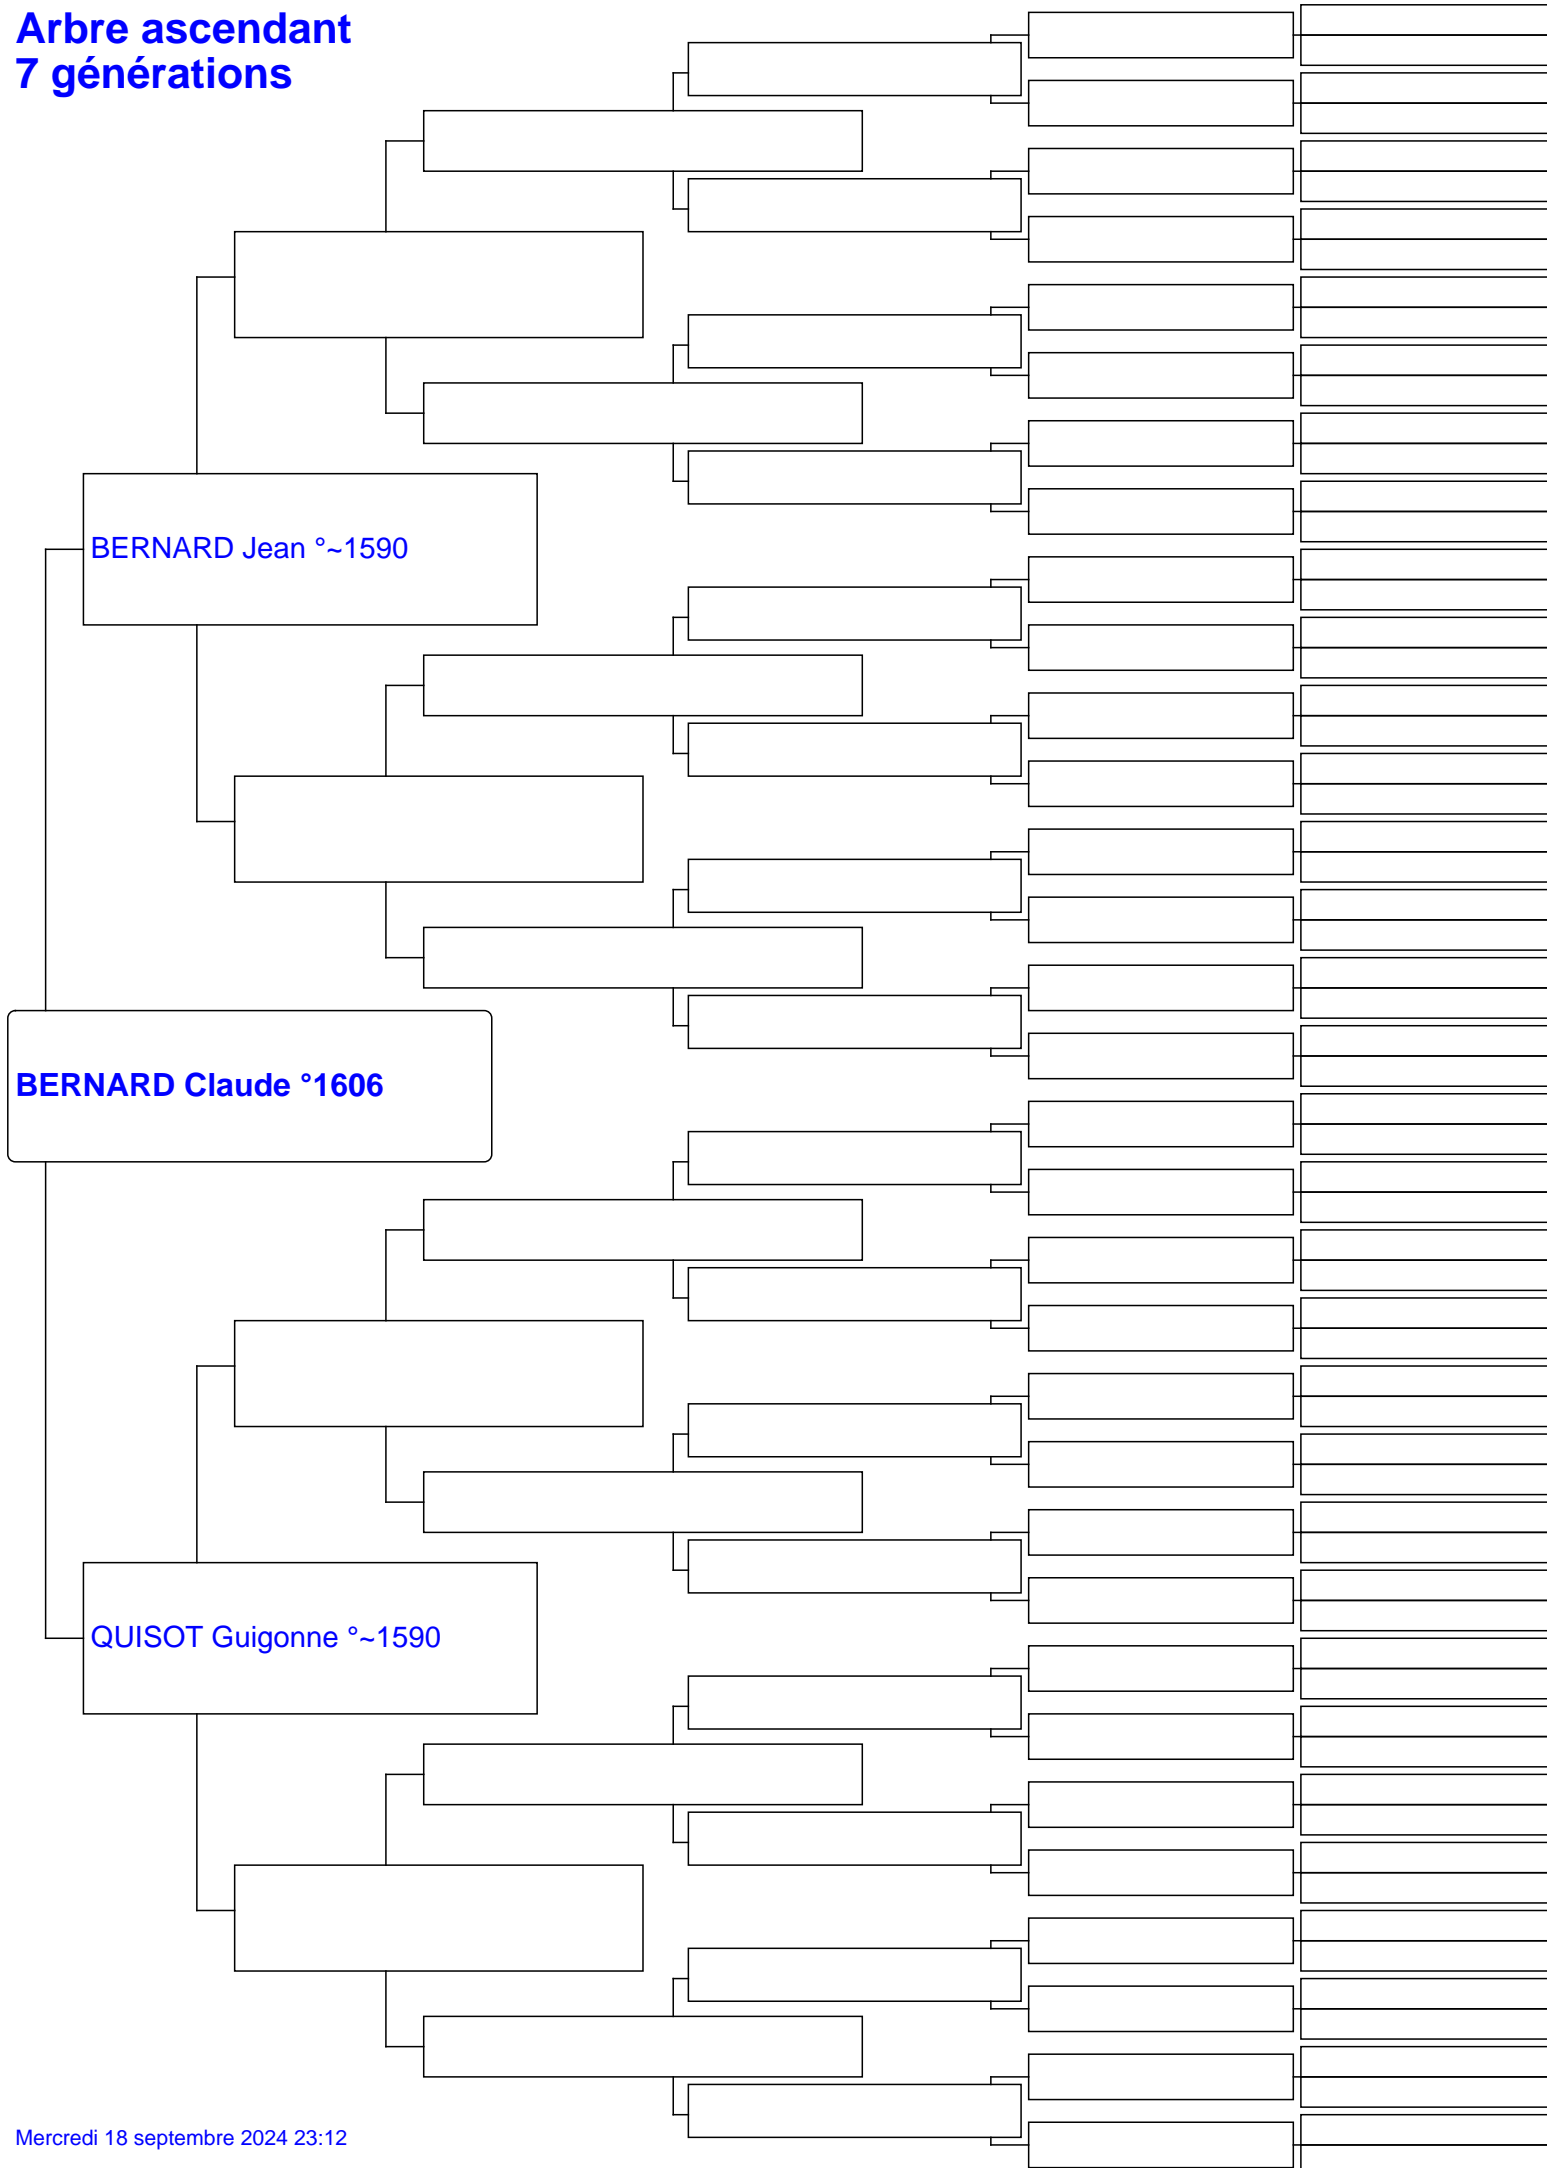 Arbre ascendant
7 générations
BERNARD Jean °~1590
BERNARD Claude °1606
QUISOT Guigonne °~1590
Mercredi 18 septembre 2024 23:12